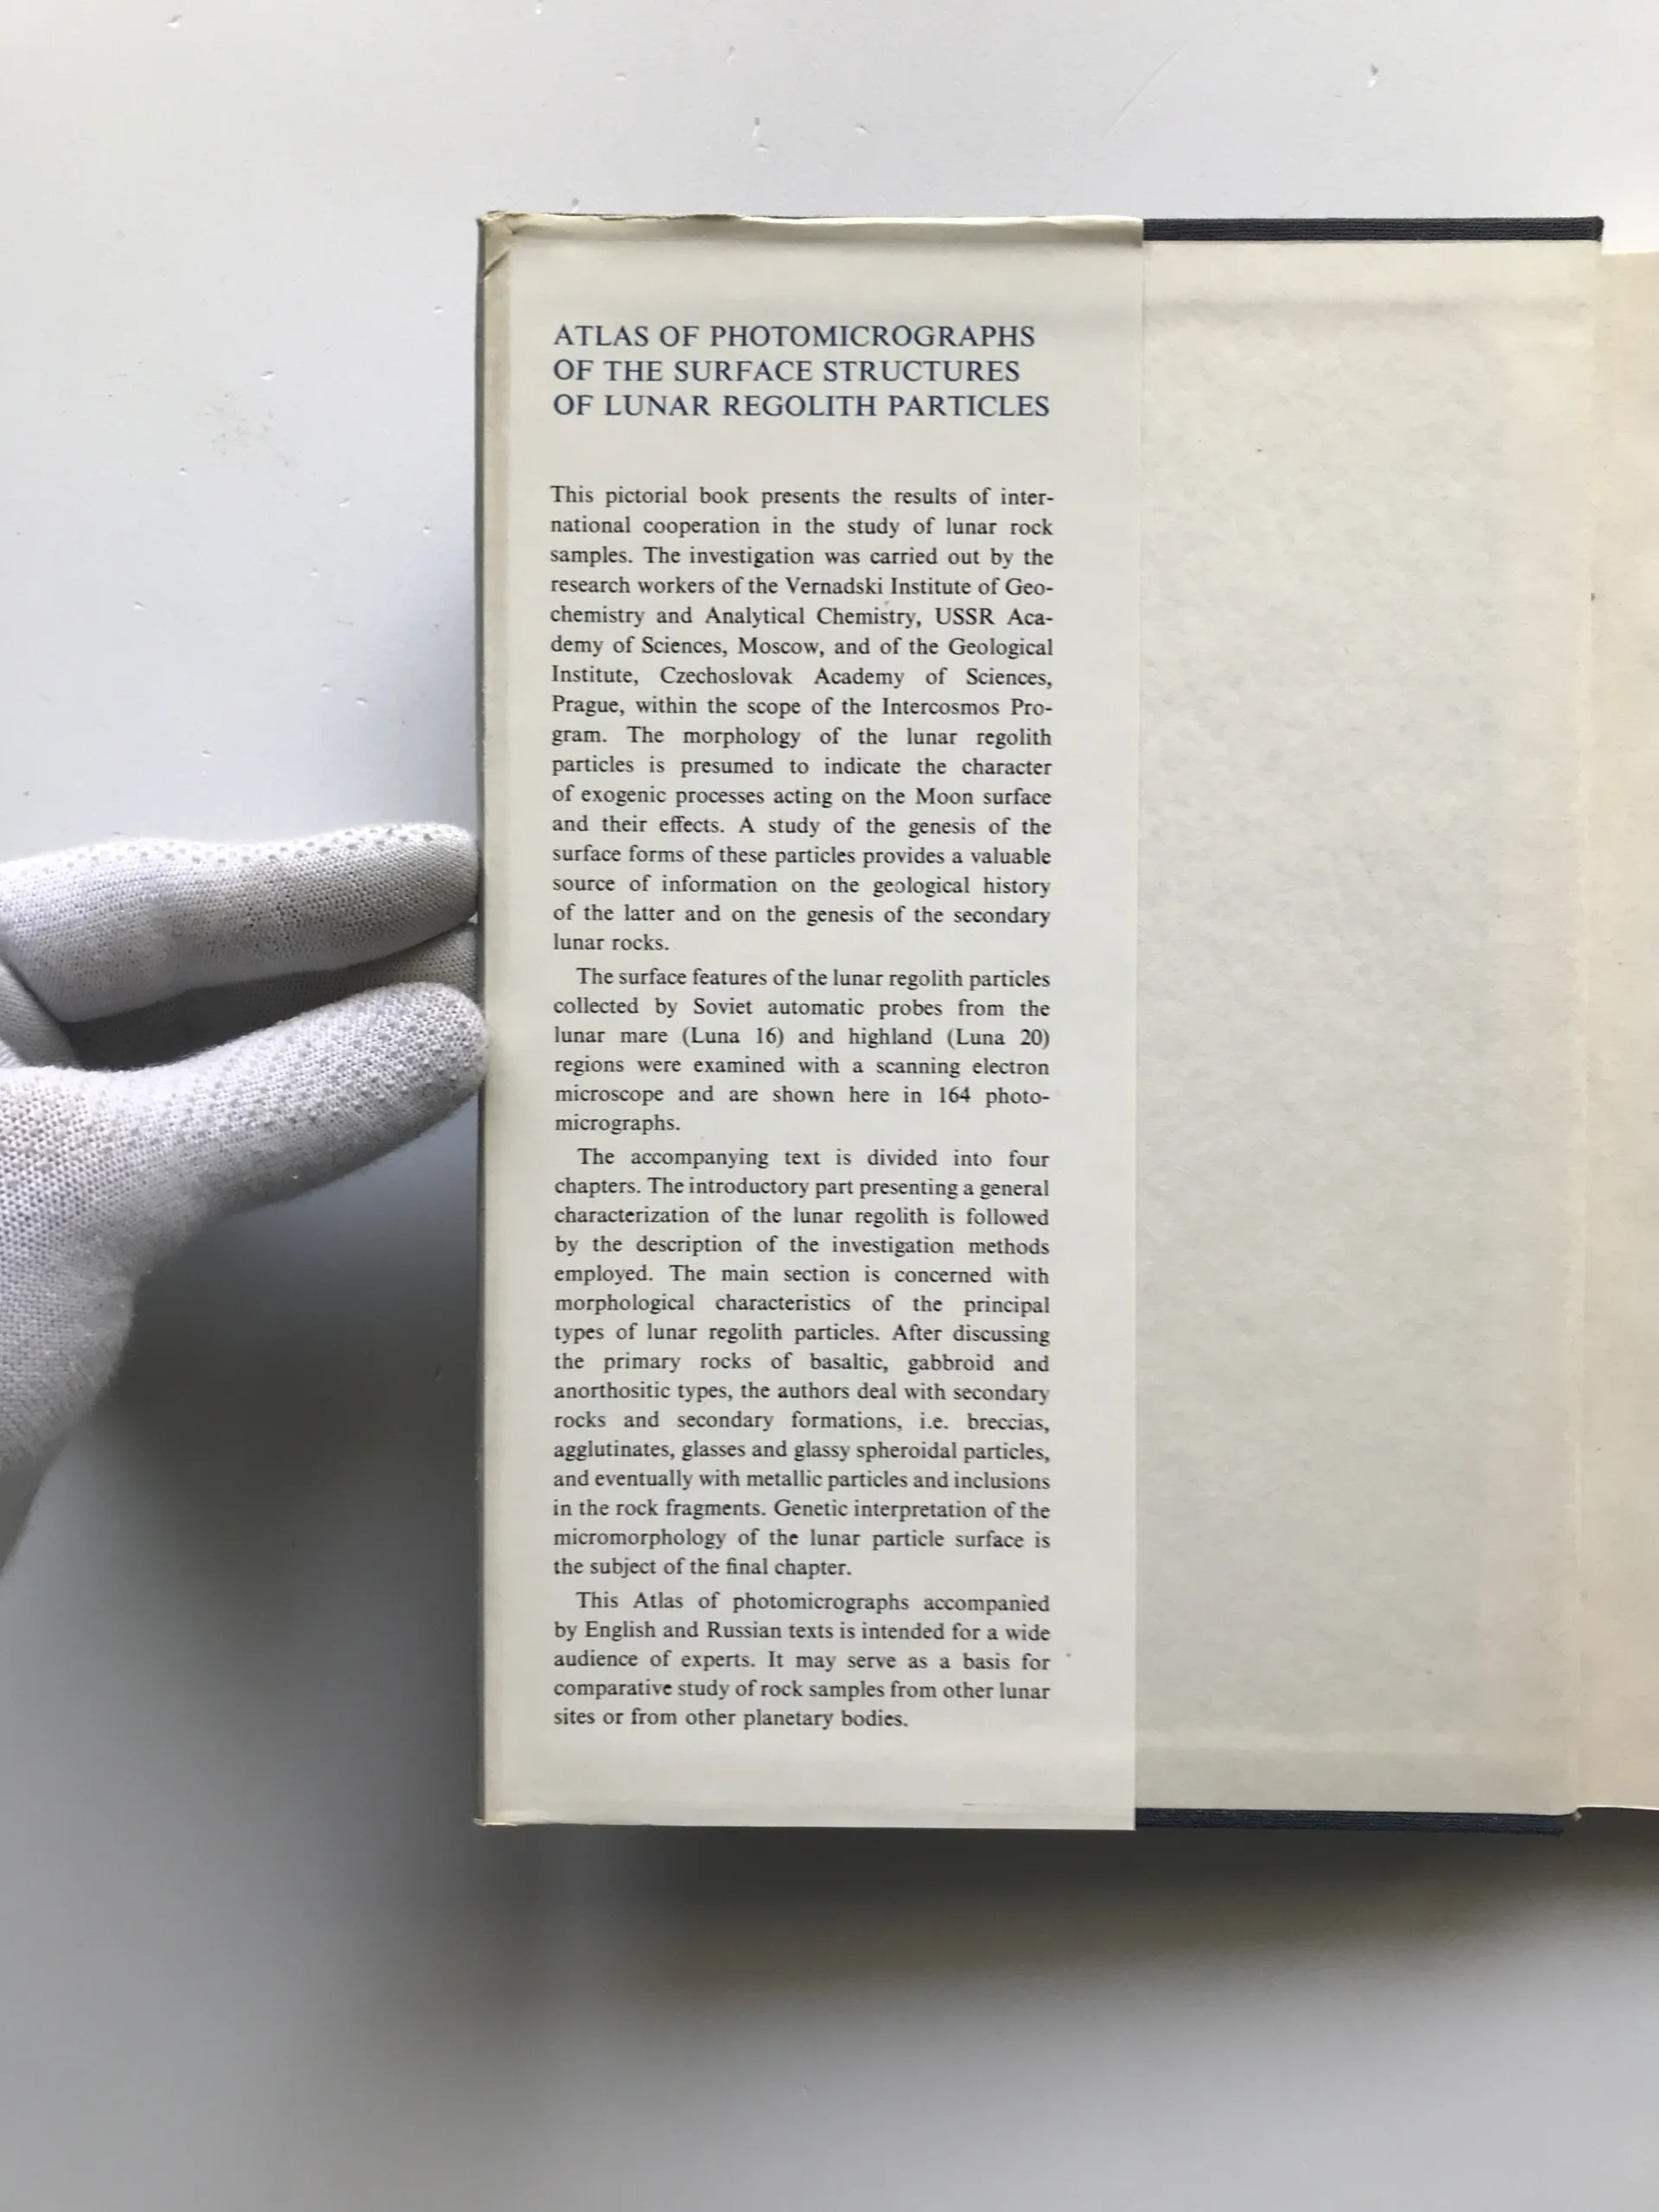 ATLAS OF PHOTOMICROGRAPHS
OF THE SURFACE STRUCTURES
OF LUNAR REGOLITH PARTICLES
This pictorial book presents the results of inter-
national cooperation in the study of lunar rock
samples. The investigation was carried out by the
research workers of the Vernadski Institute of Geo-
chemistry and Analytical Chemistry, USSR Aca-
demy of Sciences, Moscow, and of the Geological
Institute, Czechoslovak Academy of Sciences,
Prague, within the scope of the Intercosmos Pro-
gram. The morphology of the lunar regolith
particles is presumed to indicate the character
of exogenic processes acting on the Moon surface
and their effects. A study of the genesis of the
surface forms of these particles provides a valuable
source of information on the geological history
of the latter and on the genesis of the secondary
lunar rocks.
The surface features of the lunar regolith particles
collected by Soviet automatic probes from the
lunar mare (Luna 16) and highland (Luna 20)
regions were examined with a scanning electron
microscope and are shown here in 164 photo-
micrographs.
The accompanying text is divided into four
chapters. The introductory part presenting a general
characterization of the lunar regolith is followed
by the description of the investigation methods
employed. The main section is concerned with
morphological characteristics of the principal
types of lunar regolith particles. After discussing
the primary rocks of basaltic, gabbroid and
anorthositic types, the authors deal with secondary
rocks and secondary formations, i.e. breccias,
agglutinates, glasses and glassy spheroidal particles,
and eventually with metallic particles and inclusions
in the rock fragments. Genetic interpretation of the
micromorphology of the lunar particle surface is
the subject of the final chapter.
This Atlas of photomicrographs accompanied
by English and Russian texts is intended for a wide
audience of experts. It may serve as a basis for
comparative study of rock samples from other lunar
sites or from other planetary bodies.